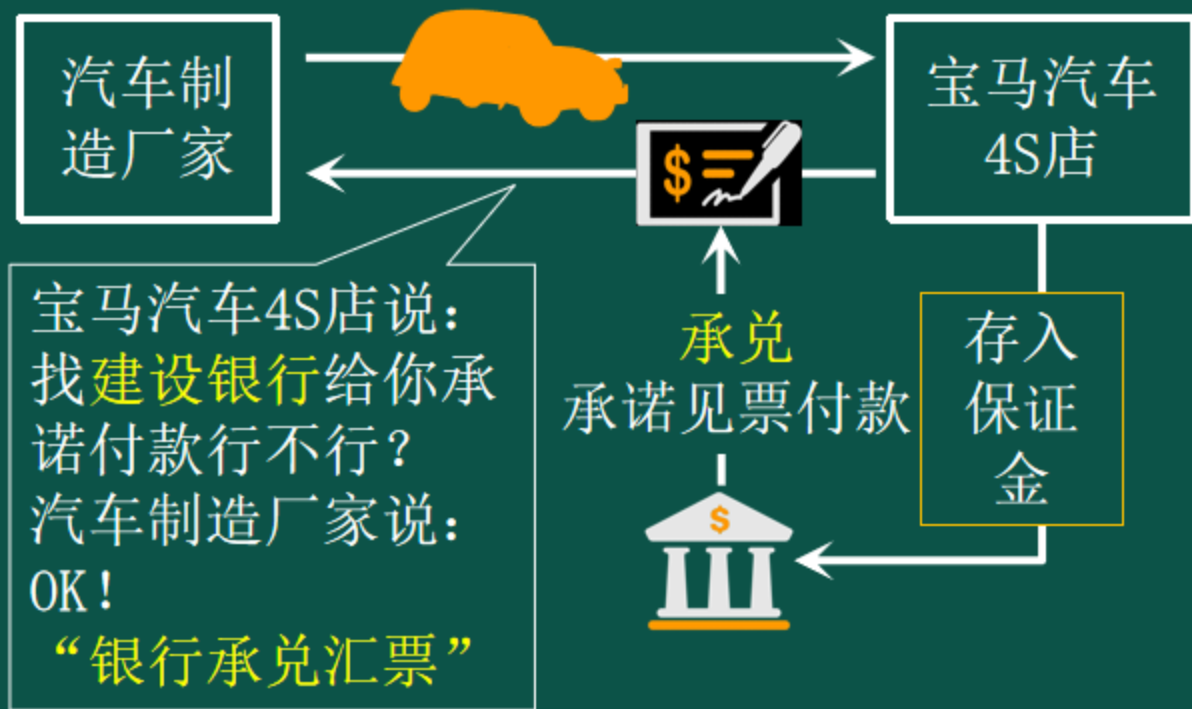 汽车制
造厂家
宝马汽车
4S店
$
宝马汽车4S店说：
找建设银行给你承
诺付款行不行？
汽车制造厂家说：
OK！
“银行承兑汇票”
承兑
承诺见票付款
存入
保证
金
$